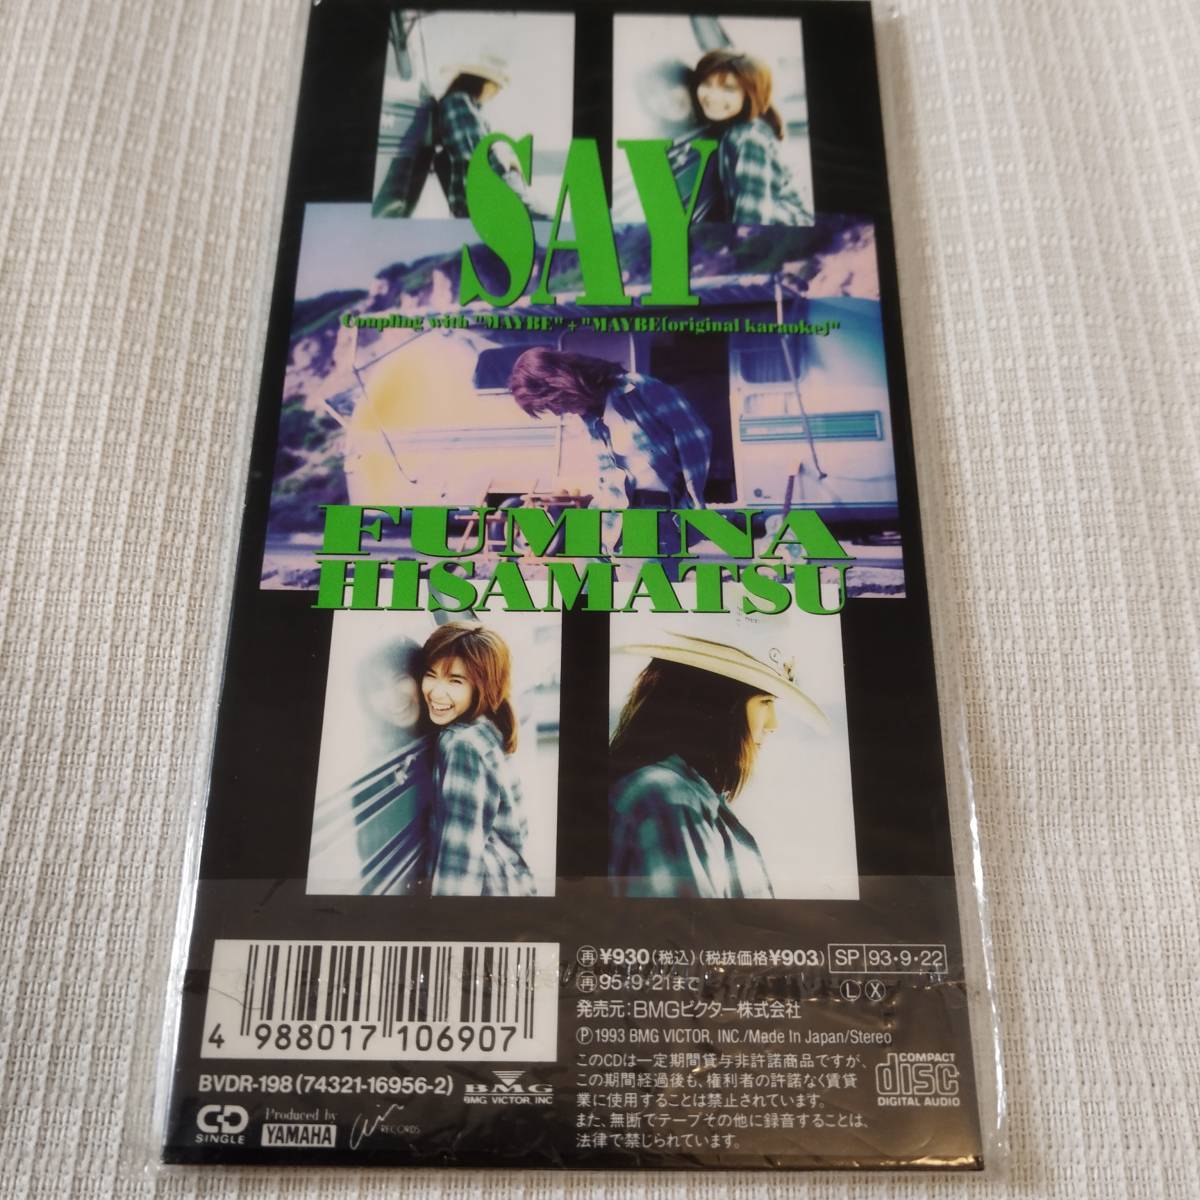 SAY
Coupling with "MAYBE" + "MAYBE[original karaoke]"
FUMINA
HISAMATSU
再 ¥930(税込)(税抜価格¥903) SP 93・9・22
再 95・9・21まで
L X
発売元:BMGビクター株式会社
Ⓟ 1993 BMG VICTOR, INC./Made In Japan/Stereo
このCDは一定期間貸与非許諾商品ですが、
この期間経過後も、権利者の許諾なく賃貸
業に使用することは禁止されています。
また、無断でテープその他に録音することは、
法律で禁じられています。
COMPACT
disc
DIGITAL AUDIO
4 988017 106907
BVDR-198 (74321-16956-2)
BMG
BMG VICTOR, INC
CD
SINGLE
Produced by
YAMAHA
RECORDS